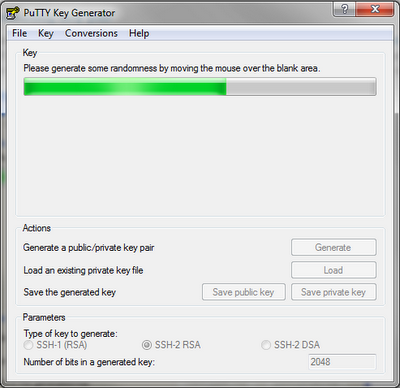 PuTTY Key Generator
File Key Conversions Help
Key
Please generate some randomness by moving the mouse over the blank area.
Actions
Generate a public/private key pair Generate
Load an existing private key file Load
Save the generated key Save public key Save private key
Parameters
Type of key to generate:
SSH-1 (RSA) SSH-2 RSA SSH-2 DSA
Number of bits in a generated key: 2048